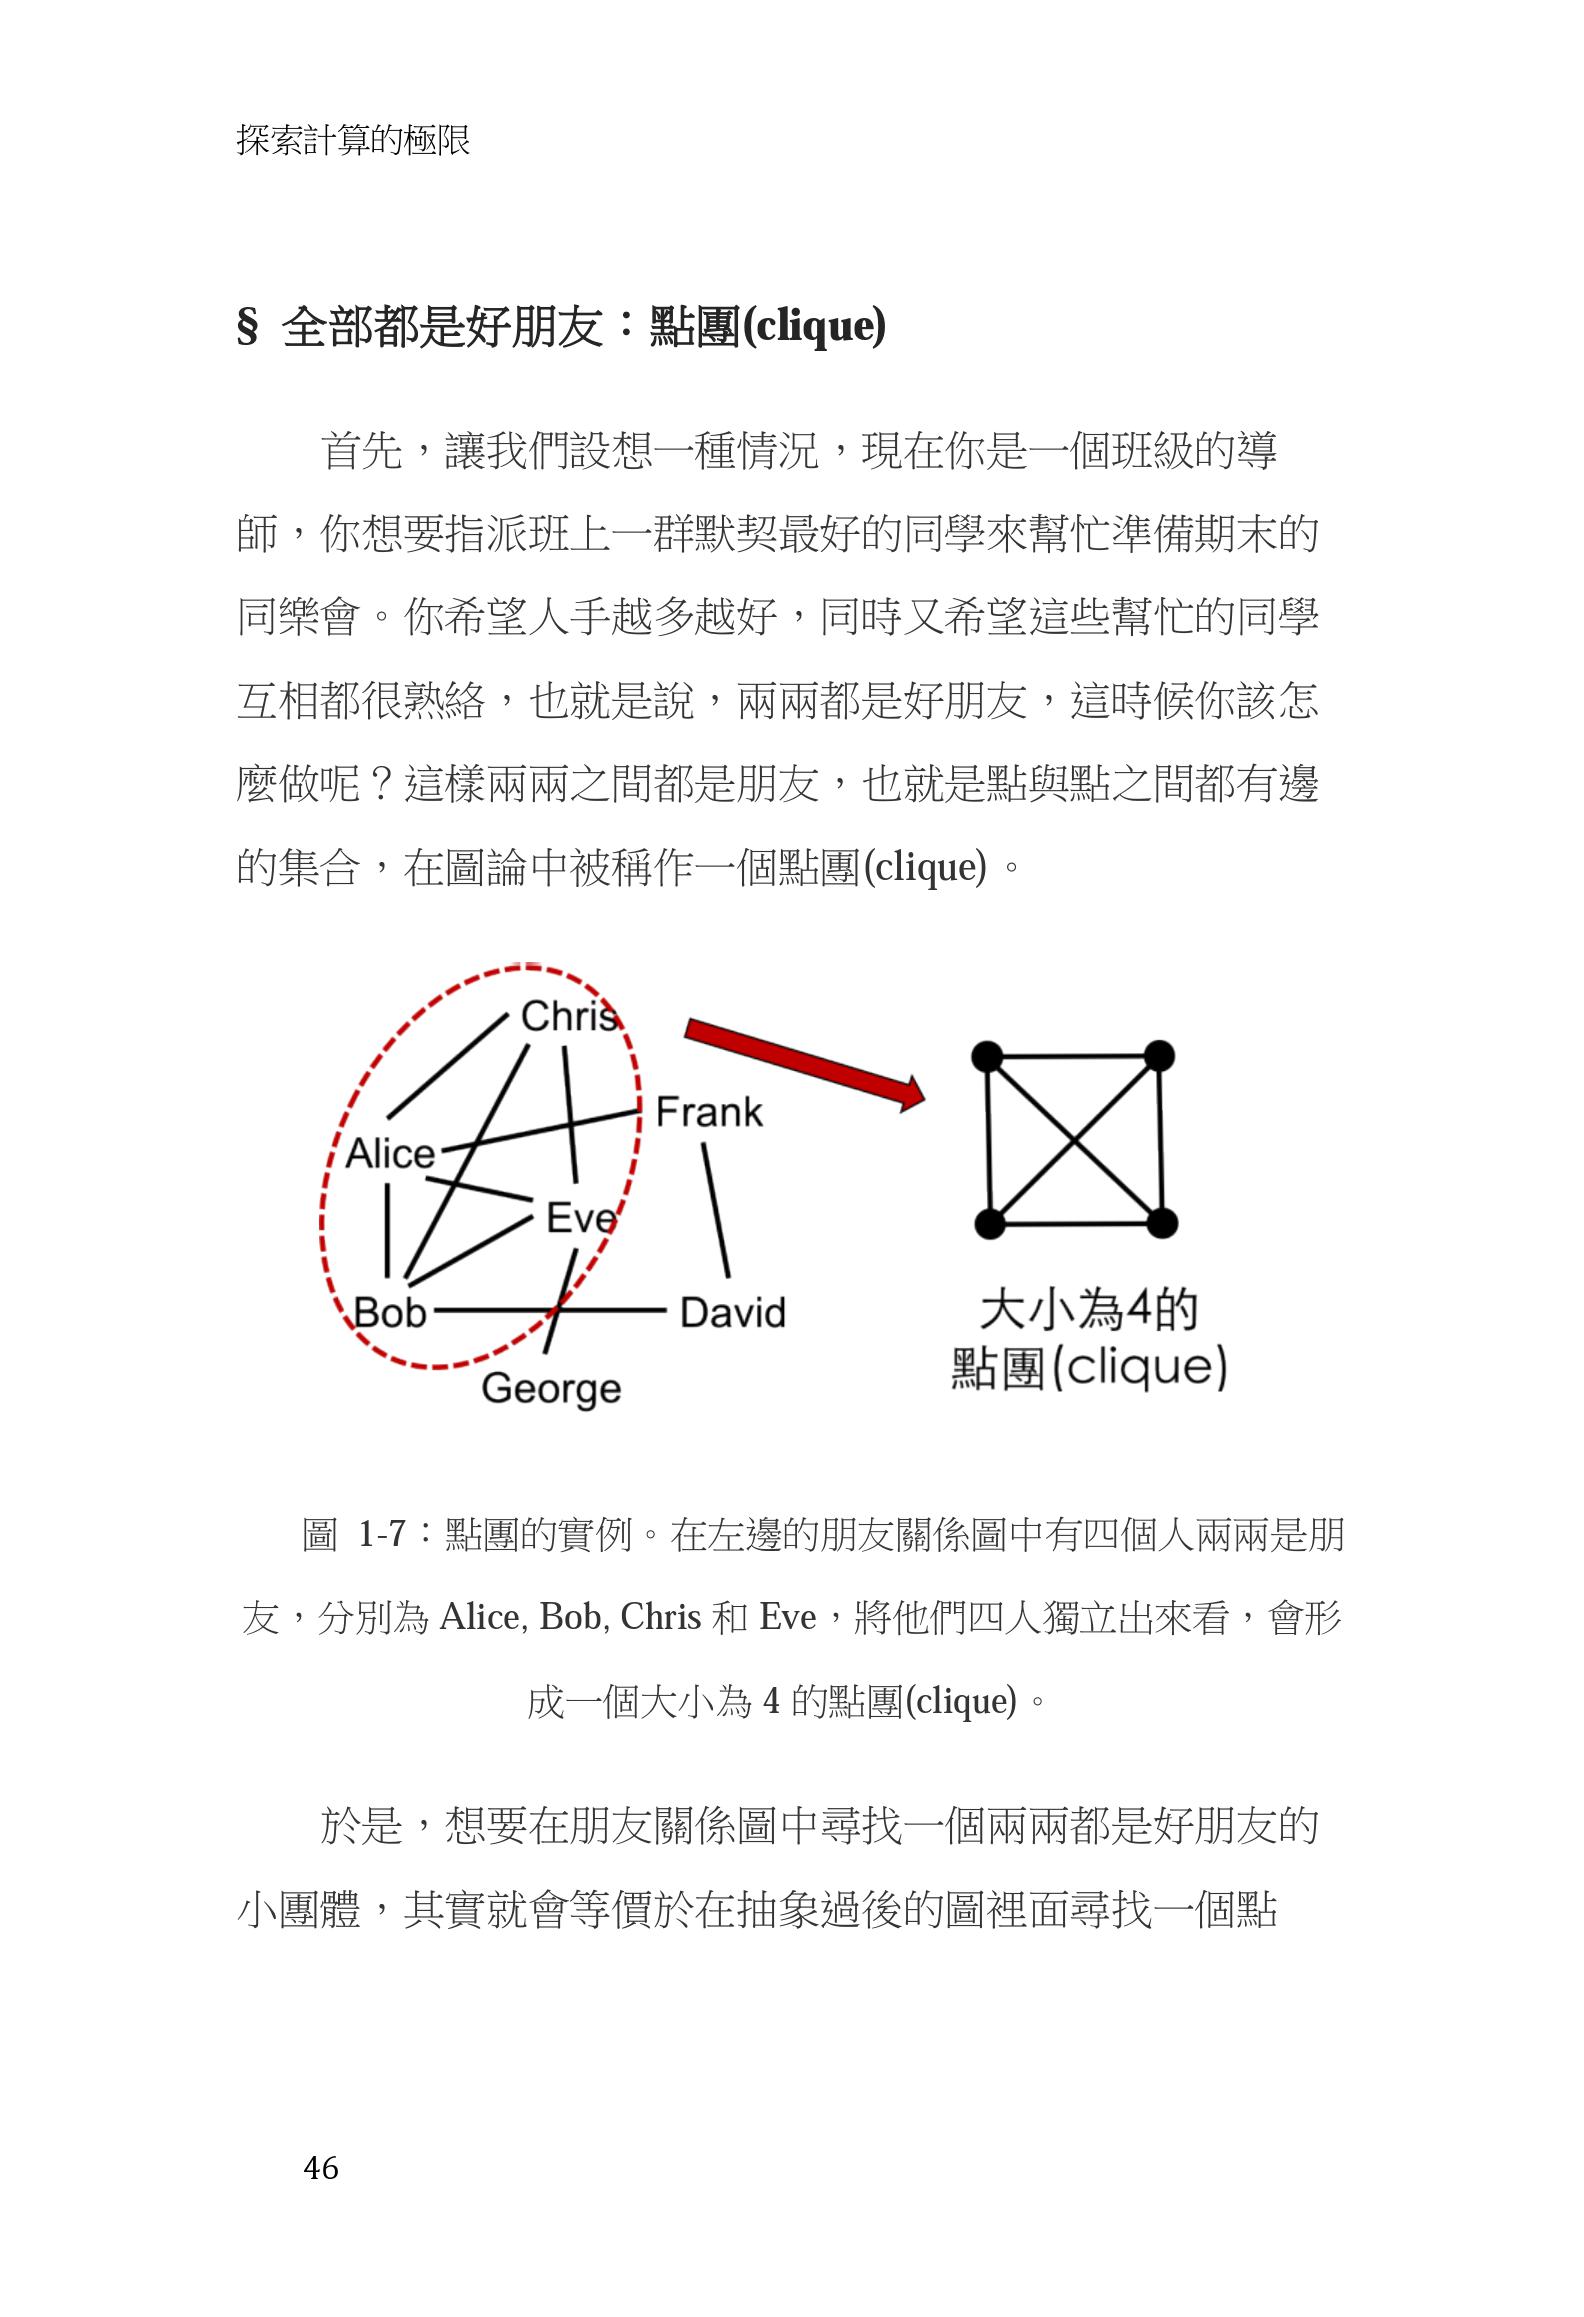 探索計算的極限
§ 全部都是好朋友：點團(clique)
首先，讓我們設想一種情況，現在你是一個班級的導
師，你想要指派班上一群默契最好的同學來幫忙準備期末的
同樂會。你希望人手越多越好，同時又希望這些幫忙的同學
互相都很熟絡，也就是說，兩兩都是好朋友，這時候你該怎
麼做呢？這樣兩兩之間都是朋友，也就是點與點之間都有邊
的集合，在圖論中被稱作一個點團(clique)。
Chris
Frank
Alice
Eve
Bob
David
George
大小為4的
點團(clique)
圖 1-7：點團的實例。在左邊的朋友關係圖中有四個人兩兩是朋
友，分別為 Alice, Bob, Chris 和 Eve，將他們四人獨立出來看，會形
成一個大小為 4 的點團(clique)。
於是，想要在朋友關係圖中尋找一個兩兩都是好朋友的
小團體，其實就會等價於在抽象過後的圖裡面尋找一個點
46